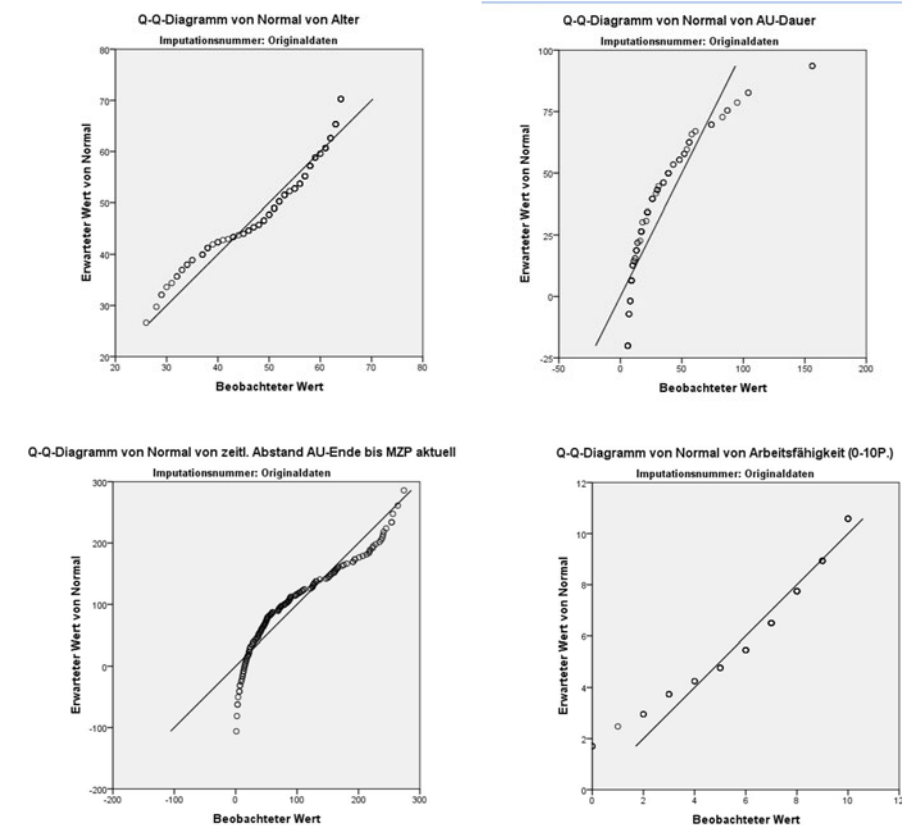 Q-Q-Diagramm von Normal von Alter
Imputationsnummer: Originaldaten
Erwarteter Wert von Normal
80
70
60
50
40
30
20
20 30 40 50 60 70 80
Beobachteter Wert
Q-Q-Diagramm von Normal von AU-Dauer
Imputationsnummer: Originaldaten
Erwarteter Wert von Normal
100
75
50
25
0
-25
-50 0 50 100 150 200
Beobachteter Wert
Q-Q-Diagramm von Normal von zeitl. Abstand AU-Ende bis MZP aktuell
Imputationsnummer: Originaldaten
Erwarteter Wert von Normal
300
200
100
0
-100
-200
-200 -100 0 100 200 300
Beobachteter Wert
Q-Q-Diagramm von Normal von Arbeitsfähigkeit (0-10P.)
Imputationsnummer: Originaldaten
Erwarteter Wert von Normal
12
10
8
6
4
2
0
0 2 4 6 8 10 12
Beobachteter Wert